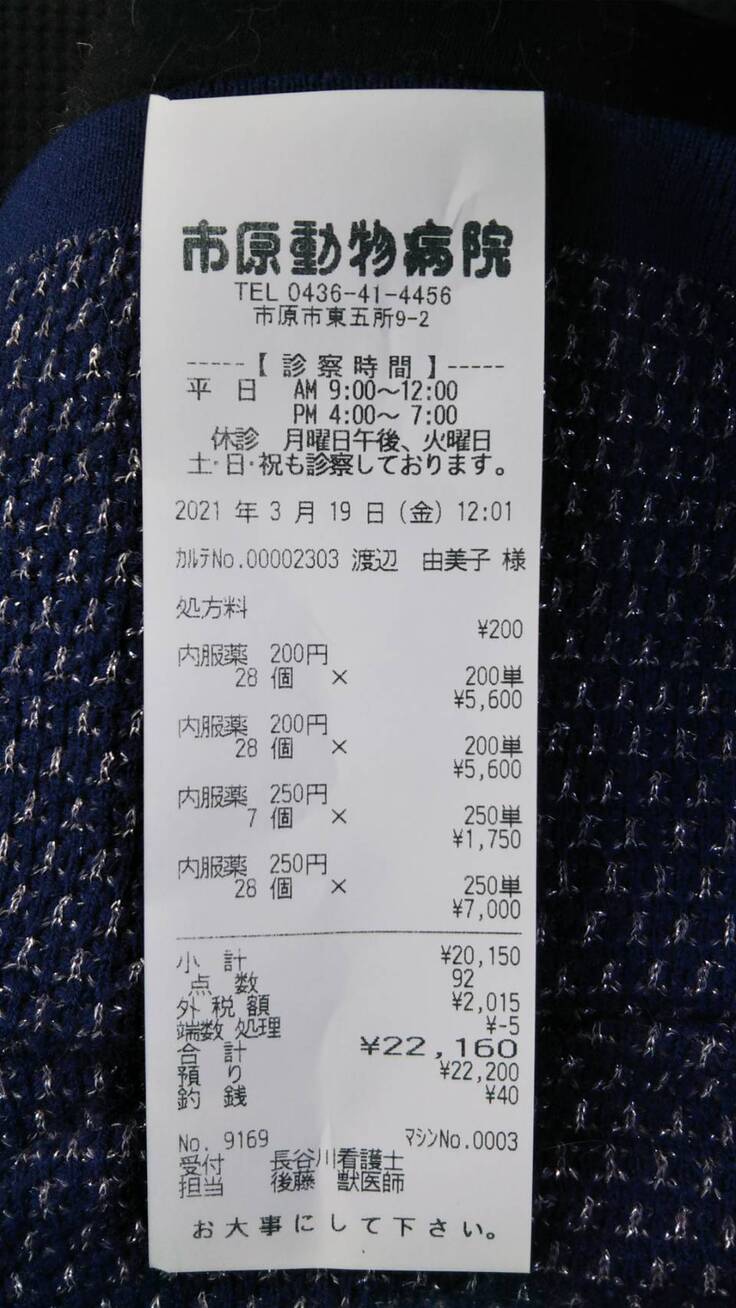 市原動物病院
TEL 0436-41-4456
市原市東五所9-2
-----【 診 察 時 間 】-----
平　日　AM 9:00～12:00
PM 4:00～ 7:00
休診　月曜日午後、火曜日
土・日・祝も診察しております。
2021 年 3 月 19 日 (金) 12:01
ｶﾙﾃNo.00002303 渡辺　由美子 様
処方料
¥200
内服薬　200円
28 個　×　200単
¥5,600
内服薬　200円
28 個　×　200単
¥5,600
内服薬　250円
7 個　×　250単
¥1,750
内服薬　250円
28 個　×　250単
¥7,000
小　計　¥20,150
点　数　92
外 税 額　¥2,015
端数 処理　¥-5
合　計　¥22,160
預　り　¥22,200
釣　銭　¥40
No. 9169　ﾏｼﾝNo.0003
受付　長谷川看護士
担当　後藤　獣医師
お 大 事 に し て 下 さ い 。